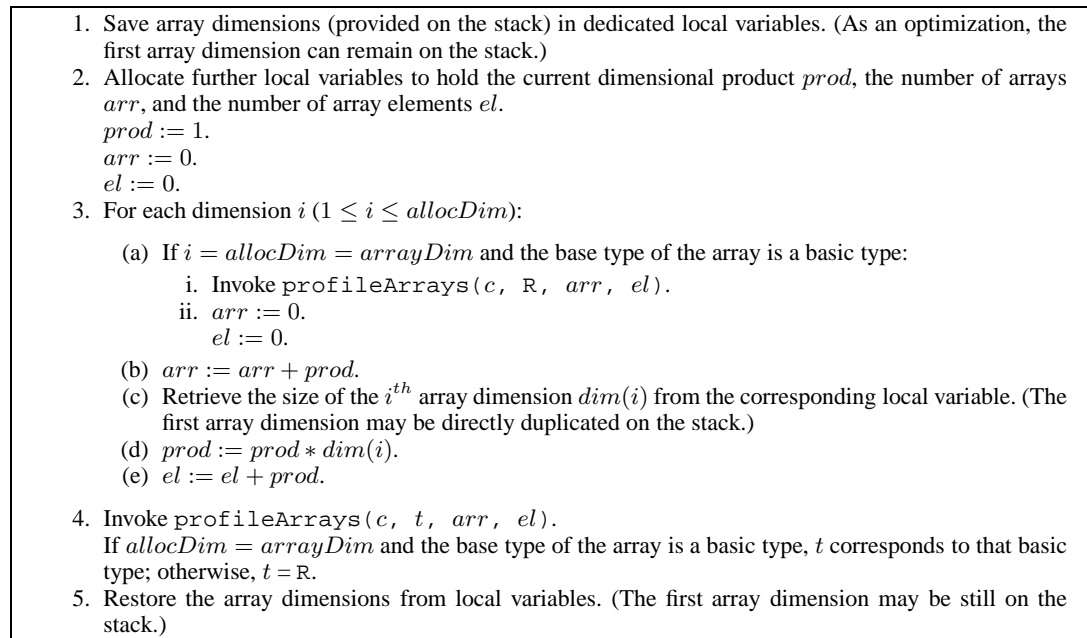 1. Save array dimensions (provided on the stack) in dedicated local variables. (As an optimization, the
first array dimension can remain on the stack.)
2. Allocate further local variables to hold the current dimensional product prod, the number of arrays
arr, and the number of array elements el.
prod := 1.
arr := 0.
el := 0.
3. For each dimension i (1 ≤ i ≤ allocDim):
(a) If i = allocDim = arrayDim and the base type of the array is a basic type:
i. Invoke profileArrays(c, R, arr, el).
ii. arr := 0.
el := 0.
(b) arr := arr + prod.
(c) Retrieve the size of the i^th array dimension dim(i) from the corresponding local variable. (The
first array dimension may be directly duplicated on the stack.)
(d) prod := prod ∗ dim(i).
(e) el := el + prod.
4. Invoke profileArrays(c, t, arr, el).
If allocDim = arrayDim and the base type of the array is a basic type, t corresponds to that basic
type; otherwise, t = R.
5. Restore the array dimensions from local variables. (The first array dimension may be still on the
stack.)